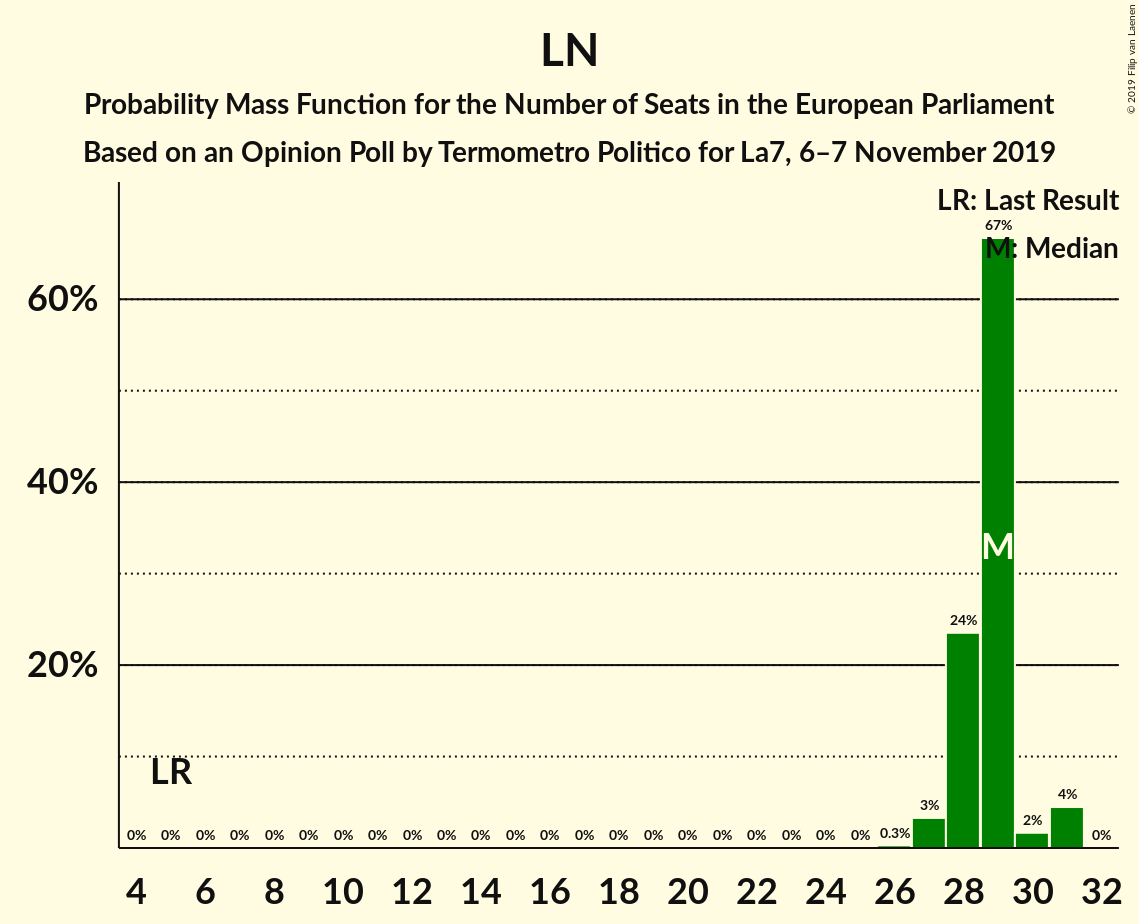 LN
Probability Mass Function for the Number of Seats in the European Parliament
Based on an Opinion Poll by Termometro Politico for La7, 6–7 November 2019
© 2019 Filip van Laenen
LR: Last Result
67%
M: Median
60%
40%
M
24%
20%
LR
4%
3%
2%
0% 0% 0% 0% 0% 0% 0% 0% 0% 0% 0% 0% 0% 0% 0% 0% 0% 0% 0% 0% 0% 0% 0.3% 0%
4 6 8 10 12 14 16 18 20 22 24 26 28 30 32